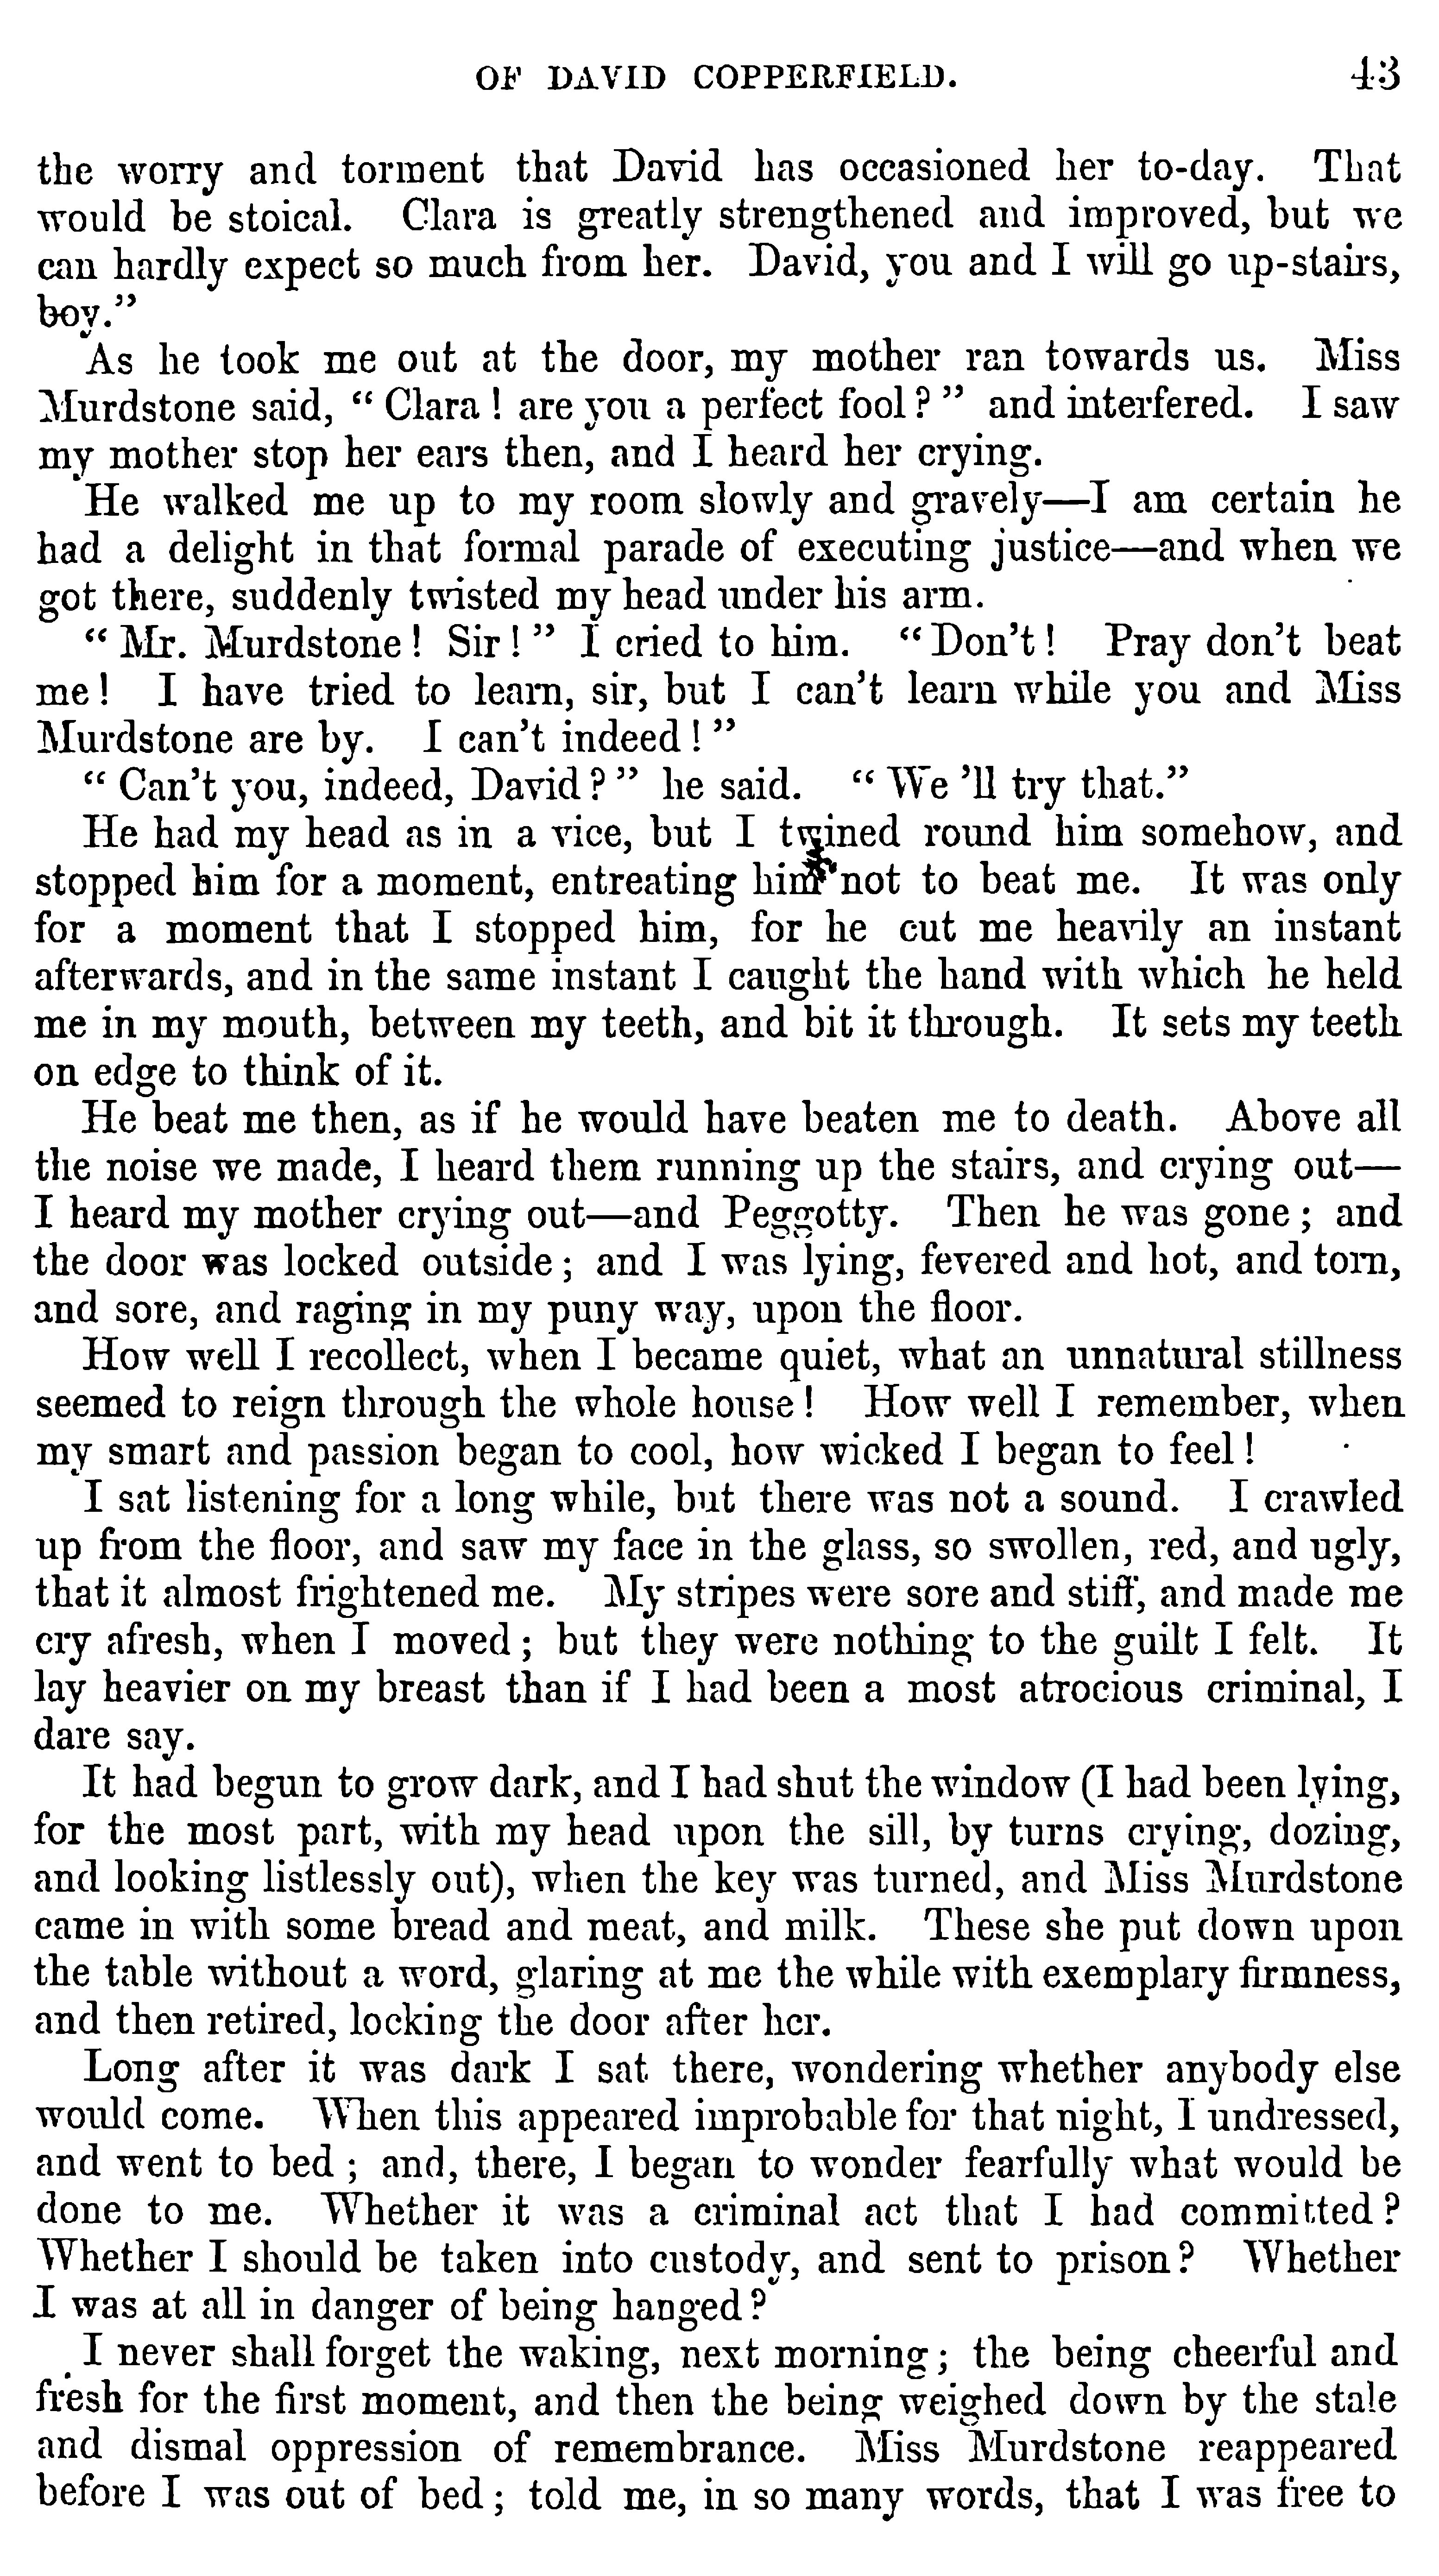 OF DAVID COPPERFIELD. 43
the worry and torment that David has occasioned her to-day. That
would be stoical. Clara is greatly strengthened and improved, but we
can hardly expect so much from her. David, you and I will go up-stairs,
boy.”
As he took me out at the door, my mother ran towards us. Miss
Murdstone said, “Clara! are you a perfect fool?” and interfered. I saw
my mother stop her ears then, and I heard her crying.
He walked me up to my room slowly and gravely—I am certain he
had a delight in that formal parade of executing justice—and when we
got there, suddenly twisted my head under his arm.
“Mr. Murdstone! Sir!” I cried to him. “Don’t! Pray don’t beat
me! I have tried to learn, sir, but I can’t learn while you and Miss
Murdstone are by. I can’t indeed!”
“Can’t you, indeed, David?” he said. “We ’ll try that.”
He had my head as in a vice, but I twined round him somehow, and
stopped him for a moment, entreating him not to beat me. It was only
for a moment that I stopped him, for he cut me heavily an instant
afterwards, and in the same instant I caught the hand with which he held
me in my mouth, between my teeth, and bit it through. It sets my teeth
on edge to think of it.
He beat me then, as if he would have beaten me to death. Above all
the noise we made, I heard them running up the stairs, and crying out—
I heard my mother crying out—and Peggotty. Then he was gone; and
the door was locked outside; and I was lying, fevered and hot, and torn,
and sore, and raging in my puny way, upon the floor.
How well I recollect, when I became quiet, what an unnatural stillness
seemed to reign through the whole house! How well I remember, when
my smart and passion began to cool, how wicked I began to feel!
I sat listening for a long while, but there was not a sound. I crawled
up from the floor, and saw my face in the glass, so swollen, red, and ugly,
that it almost frightened me. My stripes were sore and stiff, and made me
cry afresh, when I moved; but they were nothing to the guilt I felt. It
lay heavier on my breast than if I had been a most atrocious criminal, I
dare say.
It had begun to grow dark, and I had shut the window (I had been lying,
for the most part, with my head upon the sill, by turns crying, dozing,
and looking listlessly out), when the key was turned, and Miss Murdstone
came in with some bread and meat, and milk. These she put down upon
the table without a word, glaring at me the while with exemplary firmness,
and then retired, locking the door after her.
Long after it was dark I sat there, wondering whether anybody else
would come. When this appeared improbable for that night, I undressed,
and went to bed; and, there, I began to wonder fearfully what would be
done to me. Whether it was a criminal act that I had committed?
Whether I should be taken into custody, and sent to prison? Whether
I was at all in danger of being hanged?
I never shall forget the waking, next morning; the being cheerful and
fresh for the first moment, and then the being weighed down by the stale
and dismal oppression of remembrance. Miss Murdstone reappeared
before I was out of bed; told me, in so many words, that I was free to